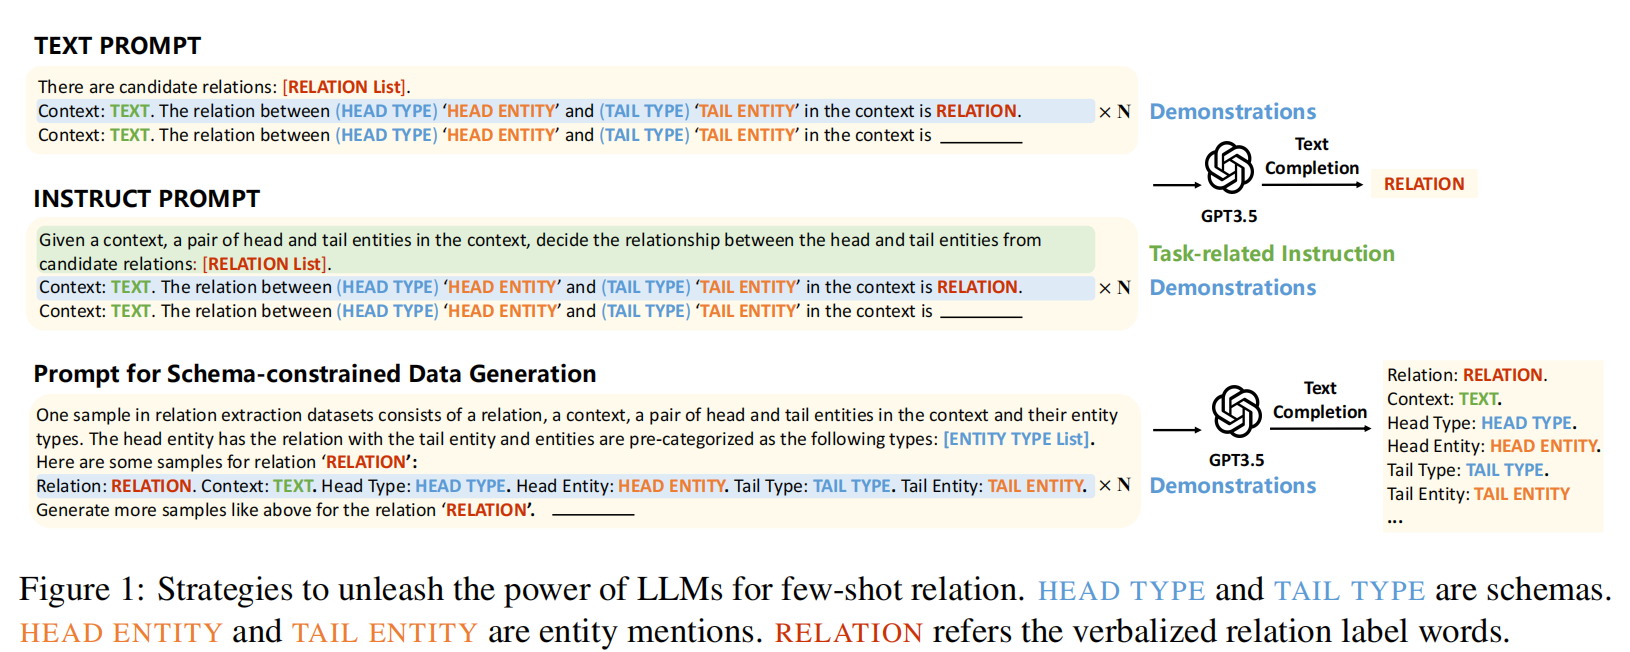 TEXT PROMPT
There are candidate relations: [RELATION List].
Context: TEXT. The relation between (HEAD TYPE) ‘HEAD ENTITY’ and (TAIL TYPE) ‘TAIL ENTITY’ in the context is RELATION. × N Demonstrations
Context: TEXT. The relation between (HEAD TYPE) ‘HEAD ENTITY’ and (TAIL TYPE) ‘TAIL ENTITY’ in the context is ________
Text
Completion
RELATION
GPT3.5
INSTRUCT PROMPT
Given a context, a pair of head and tail entities in the context, decide the relationship between the head and tail entities from
candidate relations: [RELATION List].
Task-related Instruction
Context: TEXT. The relation between (HEAD TYPE) ‘HEAD ENTITY’ and (TAIL TYPE) ‘TAIL ENTITY’ in the context is RELATION. × N Demonstrations
Context: TEXT. The relation between (HEAD TYPE) ‘HEAD ENTITY’ and (TAIL TYPE) ‘TAIL ENTITY’ in the context is ________
Prompt for Schema-constrained Data Generation
One sample in relation extraction datasets consists of a relation, a context, a pair of head and tail entities in the context and their entity
types. The head entity has the relation with the tail entity and entities are pre-categorized as the following types: [ENTITY TYPE List].
Here are some samples for relation ‘RELATION’:
Relation: RELATION. Context: TEXT. Head Type: HEAD TYPE. Head Entity: HEAD ENTITY. Tail Type: TAIL TYPE. Tail Entity: TAIL ENTITY. × N Demonstrations
Generate more samples like above for the relation ‘RELATION’. ________
Text
Completion
GPT3.5
Relation: RELATION.
Context: TEXT.
Head Type: HEAD TYPE.
Head Entity: HEAD ENTITY.
Tail Type: TAIL TYPE.
Tail Entity: TAIL ENTITY
...
Figure 1: Strategies to unleash the power of LLMs for few-shot relation. HEAD TYPE and TAIL TYPE are schemas.
HEAD ENTITY and TAIL ENTITY are entity mentions. RELATION refers the verbalized relation label words.